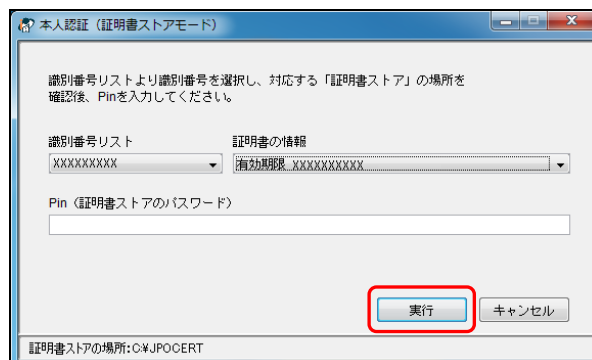 本人認証（証明書ストアモード）
識別番号リストより識別番号を選択し、対応する「証明書ストア」の場所を
確認後、Pinを入力してください。
識別番号リスト 証明書の情報
XXXXXXXXX 有効期限 XXXXXXXXXX
Pin（証明書ストアのパスワード）
実行 キャンセル
証明書ストアの場所:C:¥JPOCERT